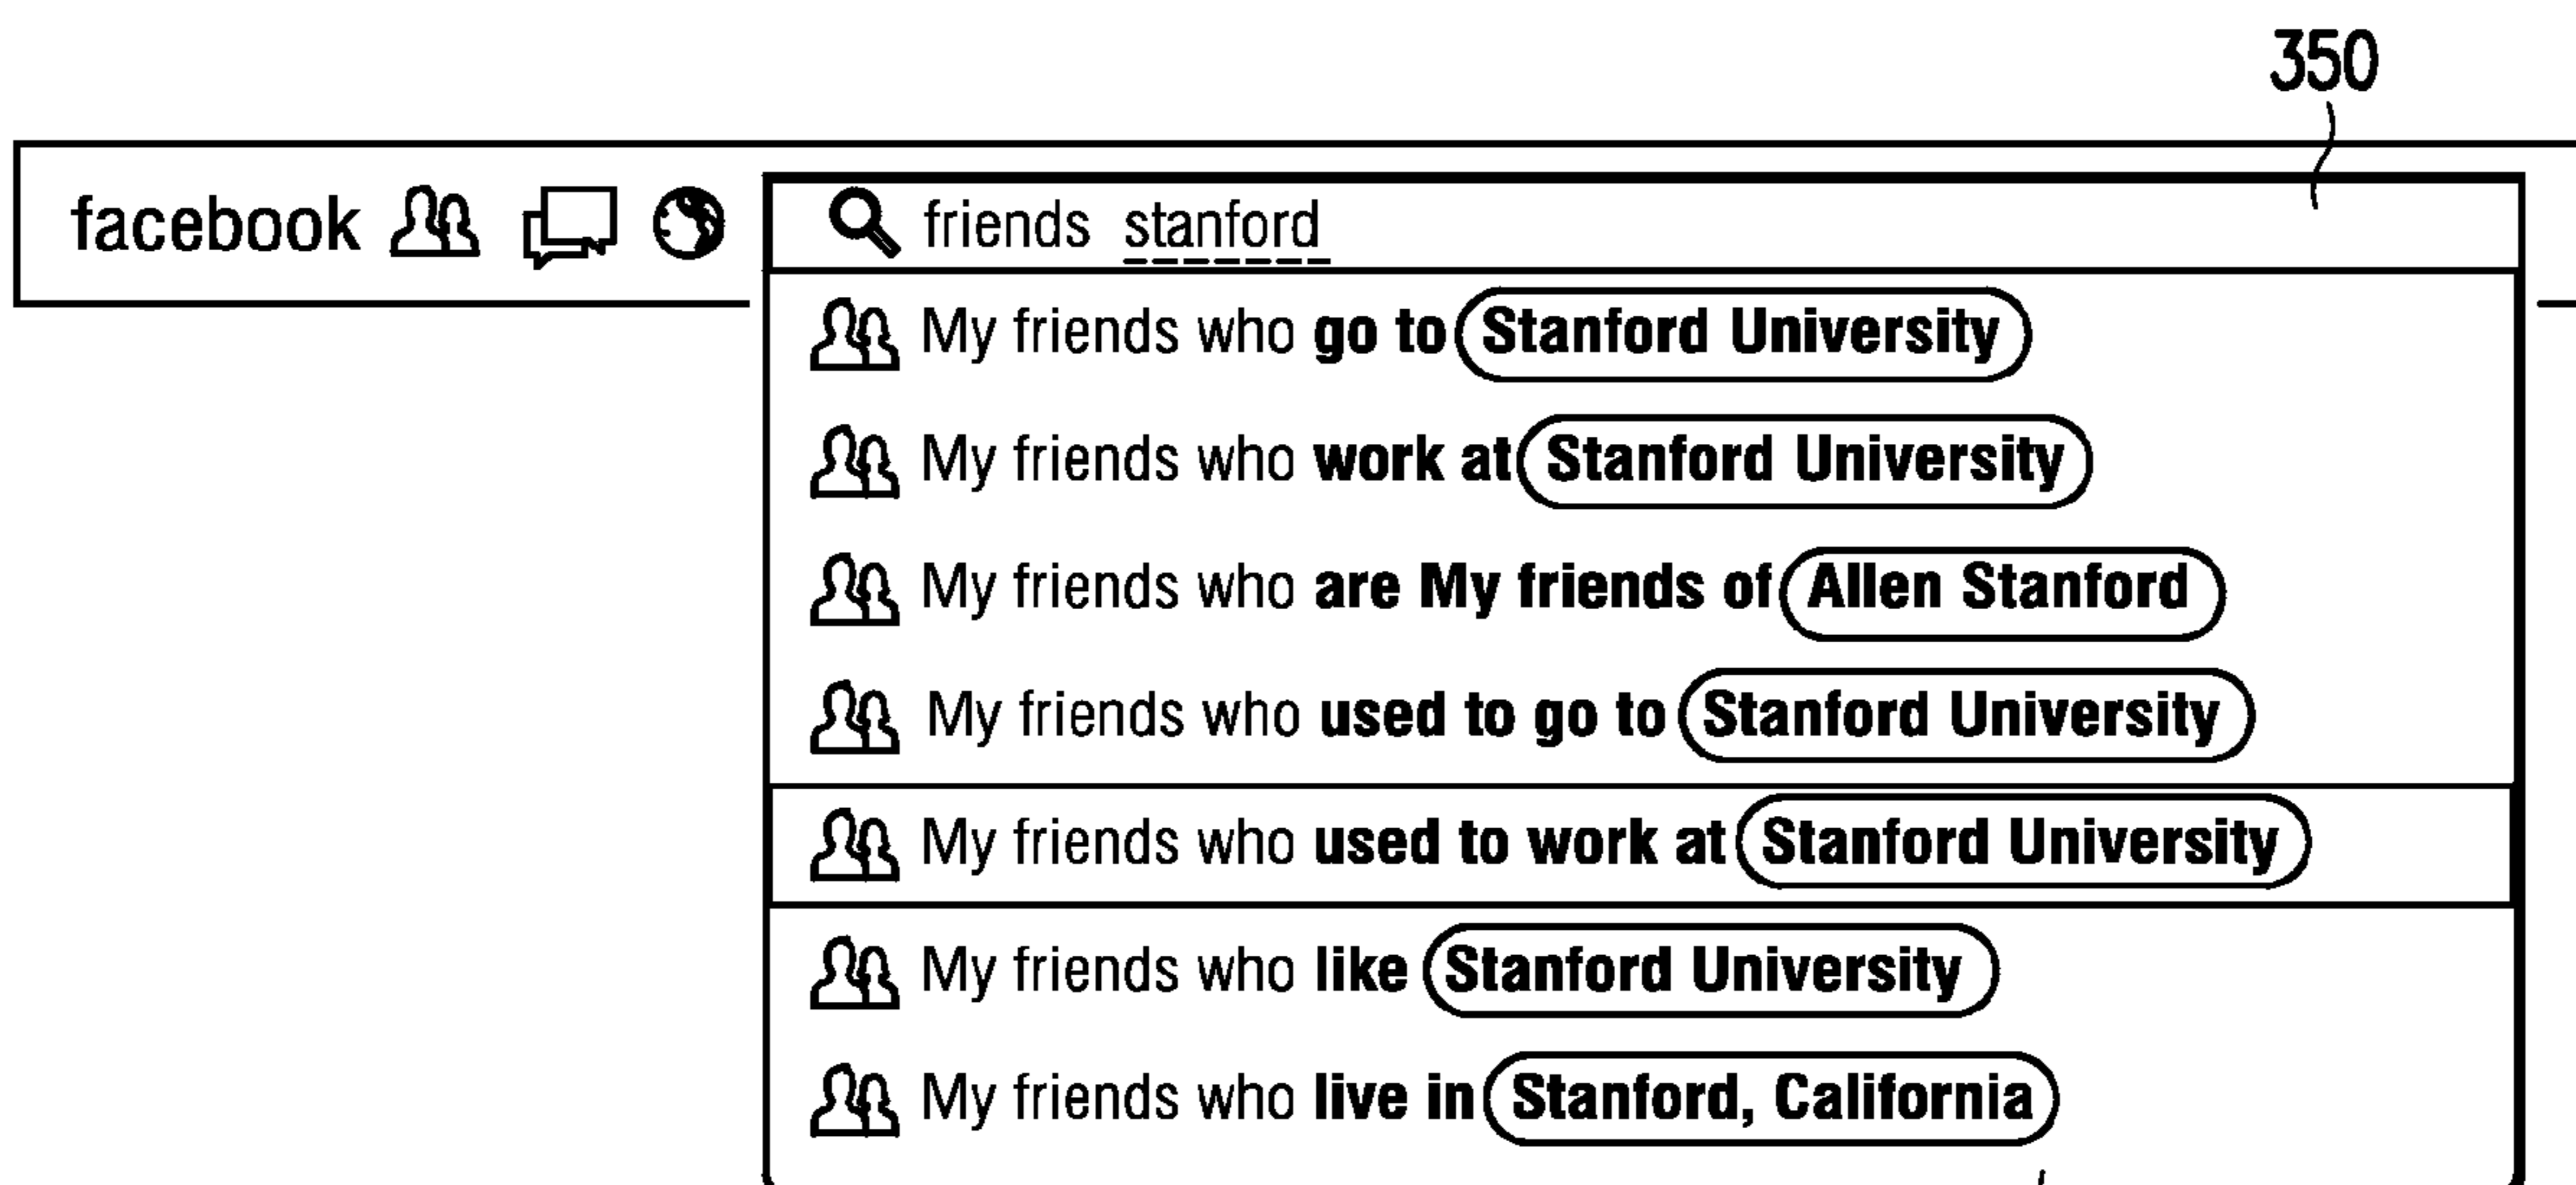 350
facebook friends stanford
My friends who go to Stanford University
My friends who work at Stanford University
My friends who are My friends of Allen Stanford
My friends who used to go to Stanford University
My friends who used to work at Stanford University
My friends who like Stanford University
My friends who live in Stanford, California